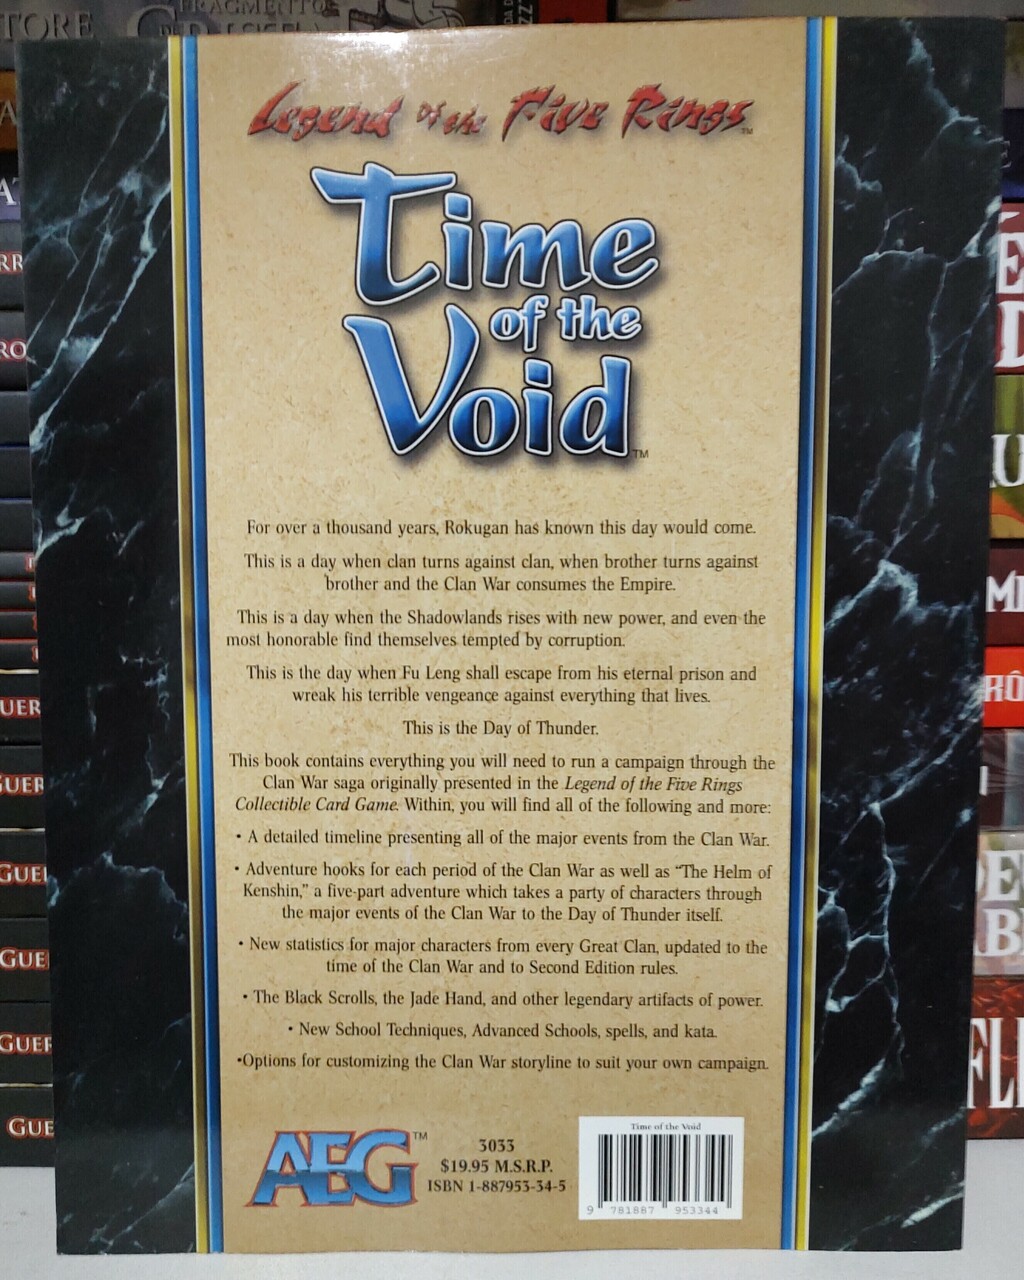 TORE
FRAGMENTO
Legend of the Five Rings™
Time
of the
Void™
For over a thousand years, Rokugan has known this day would come.
This is a day when clan turns against clan, when brother turns against
brother and the Clan War consumes the Empire.
This is a day when the Shadowlands rises with new power, and even the
most honorable find themselves tempted by corruption.
This is the day when Fu Leng shall escape from his eternal prison and
wreak his terrible vengeance against everything that lives.
This is the Day of Thunder.
This book contains everything you will need to run a campaign through the
Clan War saga originally presented in the Legend of the Five Rings
Collectible Card Game. Within, you will find all of the following and more:
• A detailed timeline presenting all of the major events from the Clan War.
• Adventure hooks for each period of the Clan War as well as “The Helm of
Kenshin,” a five-part adventure which takes a party of characters through
the major events of the Clan War to the Day of Thunder itself.
• New statistics for major characters from every Great Clan, updated to the
time of the Clan War and to Second Edition rules.
• The Black Scrolls, the Jade Hand, and other legendary artifacts of power.
• New School Techniques, Advanced Schools, spells, and kata.
•Options for customizing the Clan War storyline to suit your own campaign.
AEG™
3033
$19.95 M.S.R.P.
ISBN 1-887953-34-5
Time of the Void
9 781887 953344
UER
GUER
GUE
GUE
GUER
GUE